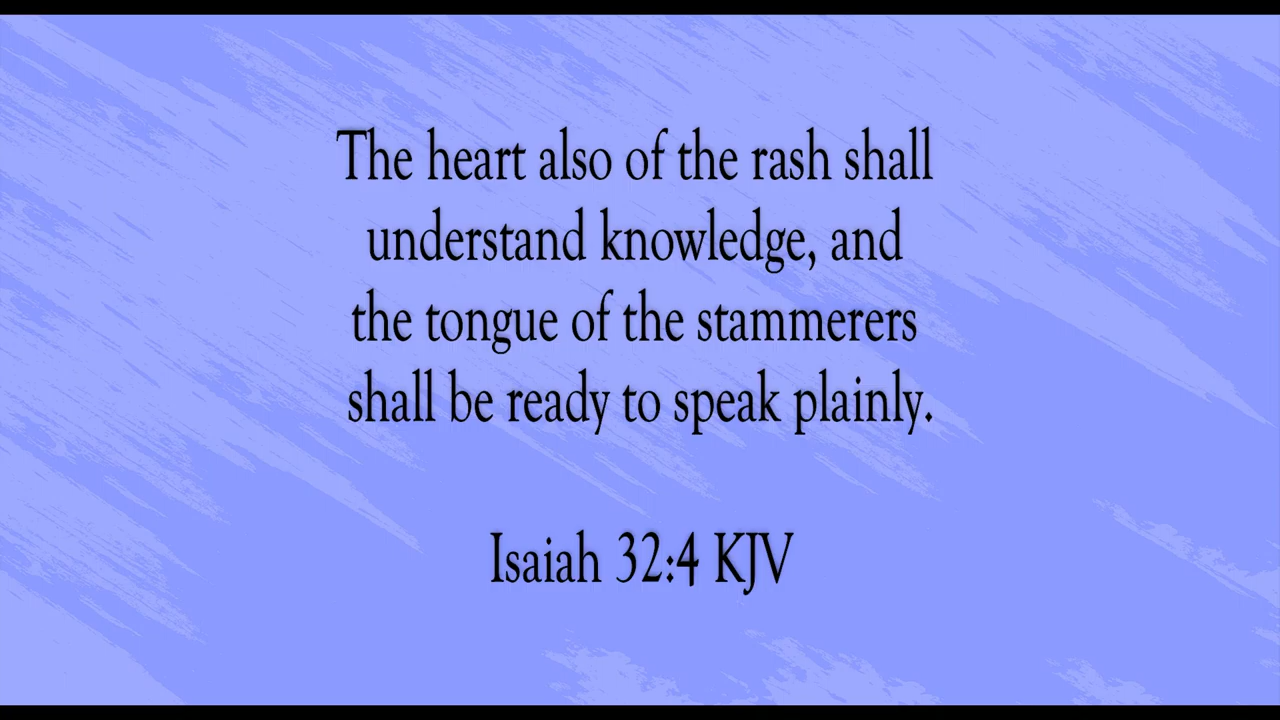 The heart also of the rash shall
understand knowledge, and
the tongue of the stammerers
shall be ready to speak plainly.
Isaiah 32:4 KJV